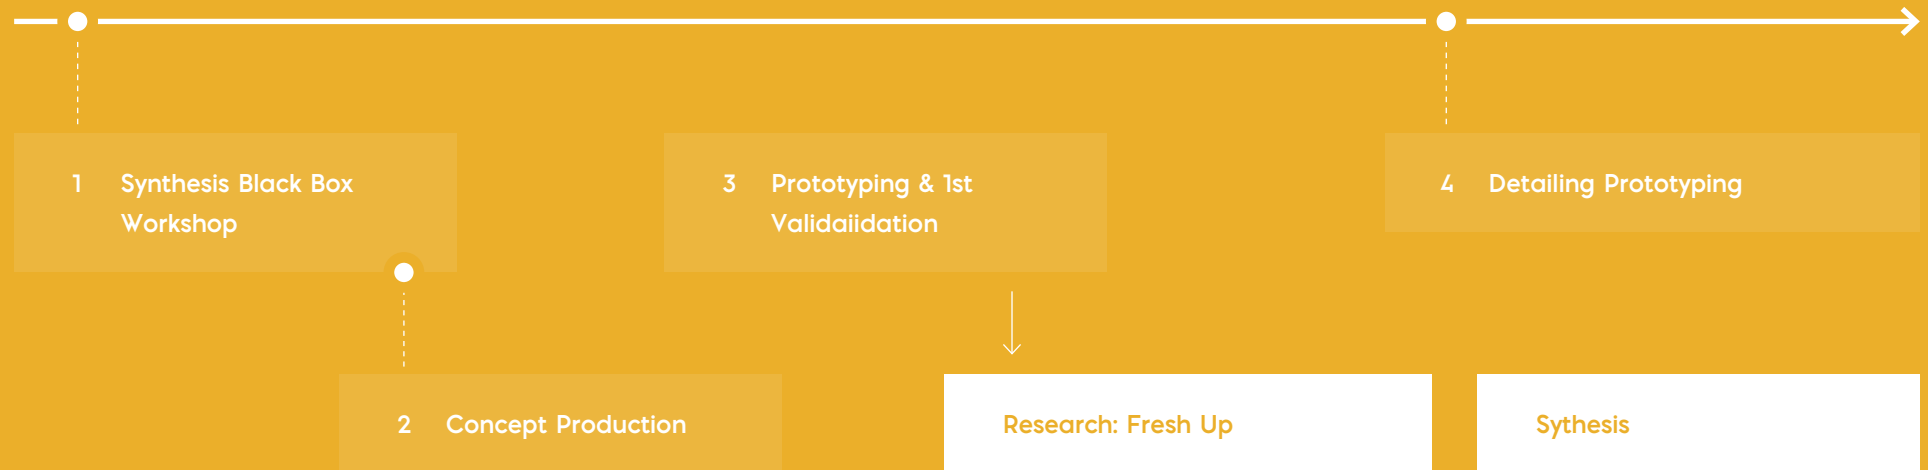 1 Synthesis Black Box
Workshop
3 Prototyping & 1st
Validaiidation
4 Detailing Prototyping
2 Concept Production
Research: Fresh Up
Sythesis